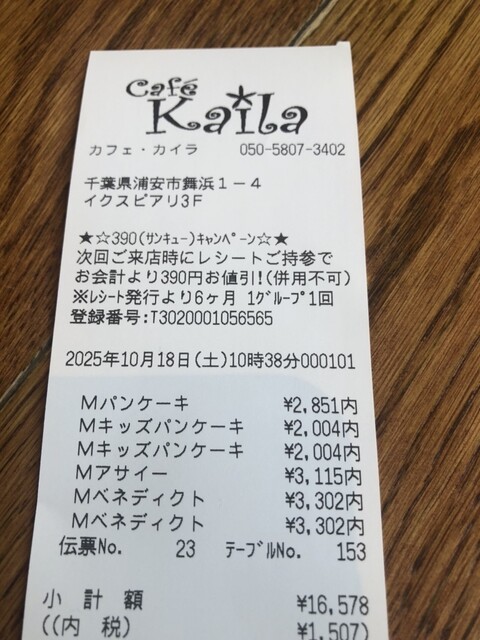 Café
Kaila
カフェ・カイラ 050-5807-3402
千葉県浦安市舞浜1-4
イクスピアリ3F
★☆390(サンキュー)キャンペーン☆★
次回ご来店時にレシートご持参で
お会計より390円お値引!(併用不可)
※レシート発行より6ヶ月 1グループ1回
登録番号:T3020001056565
2025年10月18日(土)10時38分000101
Mパンケーキ ¥2,851内
Mキッズパンケーキ ¥2,004内
Mキッズパンケーキ ¥2,004内
Mアサイー ¥3,115内
Mベネディクト ¥3,302内
Mベネディクト ¥3,302内
伝票No. 23 テーブルNo. 153
小 計 額 ¥16,578
((内 税) ¥1,507)